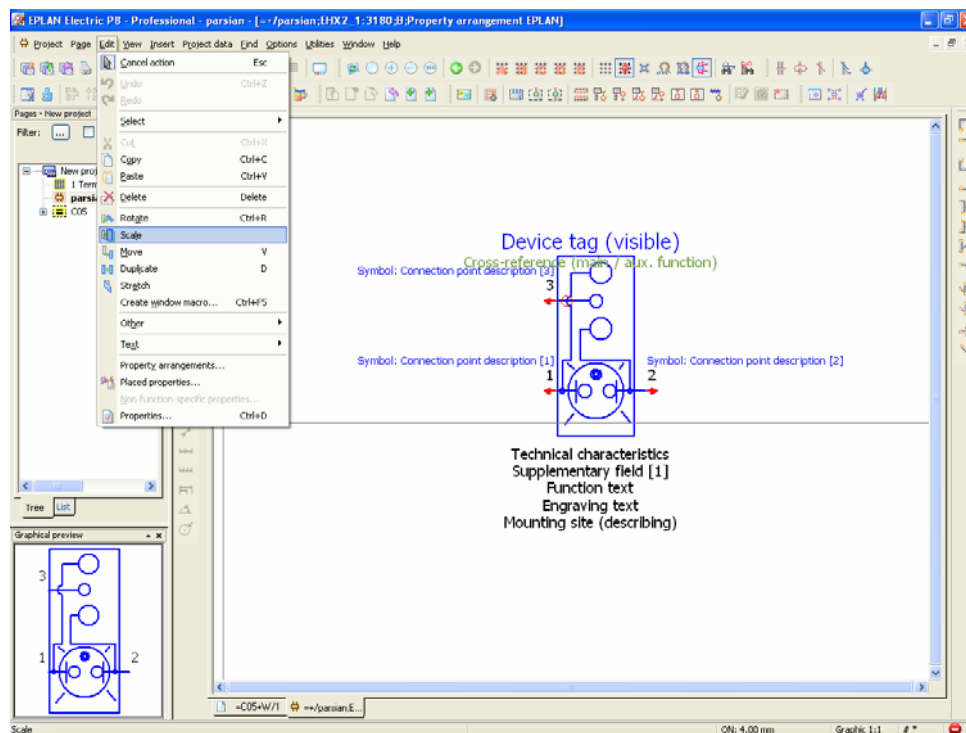 EPLAN Electric P8 - Professional - parsian - [=+/parsian;EHX2_1:3180;B;Property arrangement EPLAN]
Project Page Edit View Insert Project data Find Options Utilities Window Help
Cancel action Esc
Undo Ctrl+Z
Redo
Select
Cut Ctrl+X
Copy Ctrl+C
Paste Ctrl+V
Delete Delete
Rotate Ctrl+R
Scale
Move V
Duplicate D
Stretch
Create window macro... Ctrl+F5
Other
Text
Property arrangements...
Placed properties...
Non-function-specific properties...
Properties... Ctrl+D
Pages - New project
Filter: ...
New proj
1 Term
parsia
C05
Tree List
Graphical preview
3
1 2
Device tag (visible)
Cross-reference (main / aux. function)
Symbol: Connection point description [3]
3
Symbol: Connection point description [1] Symbol: Connection point description [2]
1 2
Technical characteristics
Supplementary field [1]
Function text
Engraving text
Mounting site (describing)
=C05+W/1 =+/parsian;E...
Scale ON: 4.00 mm Graphic 1:1 # *